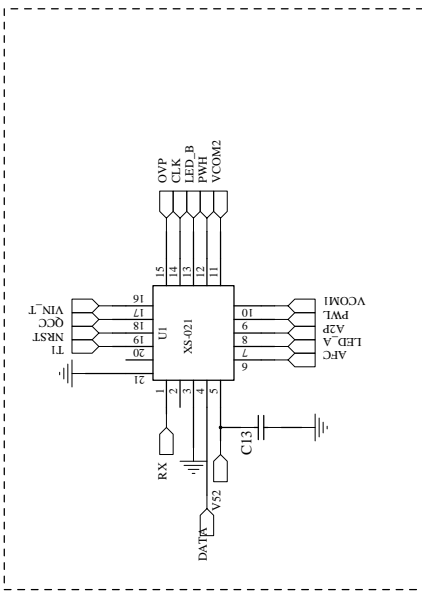 OVP
CLK
LED_B
PWH
VCOM2
15
14
13
12
11
VIN_T
QCC
NRST
T1
16
17
18
19
20
21
U1
XS-021
10
9
8
7
6
VCOM1
PWL
A2P
LED_A
AFC
1
2
3
4
5
RX
DATA
V52
C13